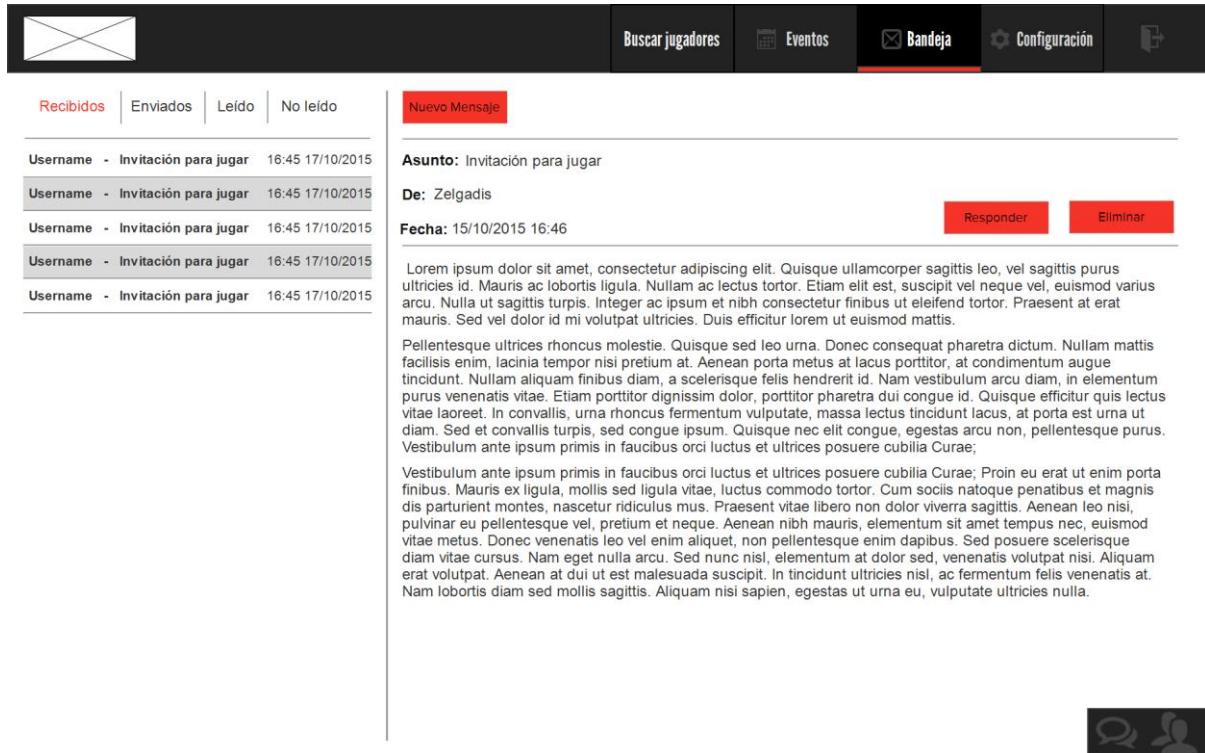 Buscar jugadores Eventos Bandeja Configuración
Recibidos Enviados Leído No leído
Username - Invitación para jugar 16:45 17/10/2015
Username - Invitación para jugar 16:45 17/10/2015
Username - Invitación para jugar 16:45 17/10/2015
Username - Invitación para jugar 16:45 17/10/2015
Username - Invitación para jugar 16:45 17/10/2015
Nuevo Mensaje
Asunto: Invitación para jugar
De: Zelgadis
Fecha: 15/10/2015 16:46
Responder Eliminar
Lorem ipsum dolor sit amet, consectetur adipiscing elit. Quisque ullamcorper sagittis leo, vel sagittis purus
ultricies id. Mauris ac lobortis ligula. Nullam ac lectus tortor. Etiam elit est, suscipit vel neque vel, euismod varius
arcu. Nulla ut sagittis turpis. Integer ac ipsum et nibh consectetur finibus ut eleifend tortor. Praesent at erat
mauris. Sed vel dolor id mi volutpat ultricies. Duis efficitur lorem ut euismod mattis.
Pellentesque ultrices rhoncus molestie. Quisque sed leo urna. Donec consequat pharetra dictum. Nullam mattis
facilisis enim, lacinia tempor nisi pretium at. Aenean porta metus at lacus porttitor, at condimentum augue
tincidunt. Nullam aliquam finibus diam, a scelerisque felis hendrerit id. Nam vestibulum arcu diam, in elementum
purus venenatis vitae. Etiam porttitor dignissim dolor, porttitor pharetra dui congue id. Quisque efficitur quis lectus
vitae laoreet. In convallis, urna rhoncus fermentum vulputate, massa lectus tincidunt lacus, at porta est urna ut
diam. Sed et convallis turpis, sed congue ipsum. Quisque nec elit congue, egestas arcu non, pellentesque purus.
Vestibulum ante ipsum primis in faucibus orci luctus et ultrices posuere cubilia Curae;
Vestibulum ante ipsum primis in faucibus orci luctus et ultrices posuere cubilia Curae; Proin eu erat ut enim porta
finibus. Mauris ex ligula, mollis sed ligula vitae, luctus commodo tortor. Cum sociis natoque penatibus et magnis
dis parturient montes, nascetur ridiculus mus. Praesent vitae libero non dolor viverra sagittis. Aenean leo nisi,
pulvinar eu pellentesque vel, pretium et neque. Aenean nibh mauris, elementum sit amet tempus nec, euismod
vitae metus. Donec venenatis leo vel enim aliquet, non pellentesque enim dapibus. Sed posuere scelerisque
diam vitae cursus. Nam eget nulla arcu. Sed nunc nisl, elementum at dolor sed, venenatis volutpat nisi. Aliquam
erat volutpat. Aenean at dui ut est malesuada suscipit. In tincidunt ultricies nisl, ac fermentum felis venenatis at.
Nam lobortis diam sed mollis sagittis. Aliquam nisi sapien, egestas ut urna eu, vulputate ultricies nulla.